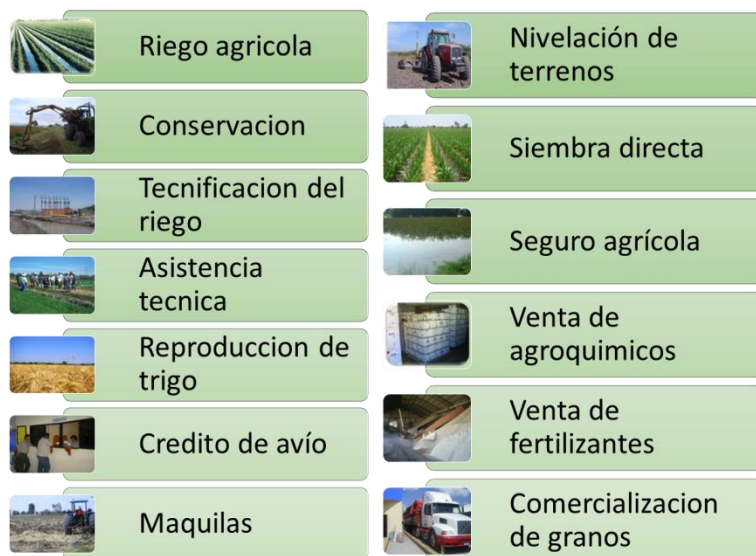 Riego agricola
Conservacion
Tecnificacion del
riego
Asistencia
tecnica
Reproduccion de
trigo
Credito de avío
Maquilas
Nivelación de
terrenos
Siembra directa
Seguro agrícola
Venta de
agroquimicos
Venta de
fertilizantes
Comercializacion
de granos